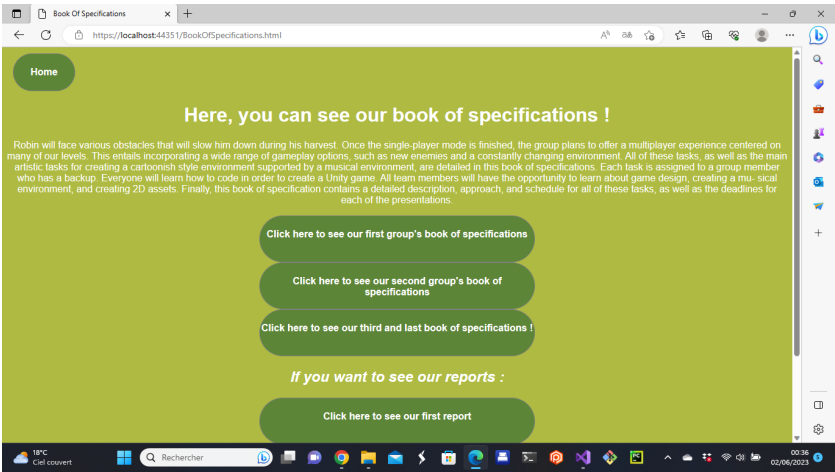 Book Of Specifications
https://localhost:44351/BookOfSpecifications.html
Home
Here, you can see our book of specifications !
Robin will face various obstacles that will slow him down during his harvest. Once the single-player mode is finished, the group plans to offer a multiplayer experience centered on
many of our levels. This entails incorporating a wide range of gameplay options, such as new enemies and a constantly changing environment. All of these tasks, as well as the main
artistic tasks for creating a cartoonish style environment supported by a musical environment, are detailed in this book of specifications. Each task is assigned to a group member
who has a backup. Everyone will learn how to code in order to create a Unity game. All team members will have the opportunity to learn about game design, creating a mu- sical
environment, and creating 2D assets. Finally, this book of specification contains a detailed description, approach, and schedule for all of these tasks, as well as the deadlines for
each of the presentations.
Click here to see our first group's book of specifications
Click here to see our second group's book of
specifications
Click here to see our third and last book of specifications !
If you want to see our reports :
Click here to see our first report
18°C
Ciel couvert
Rechercher
00:36
02/06/2023